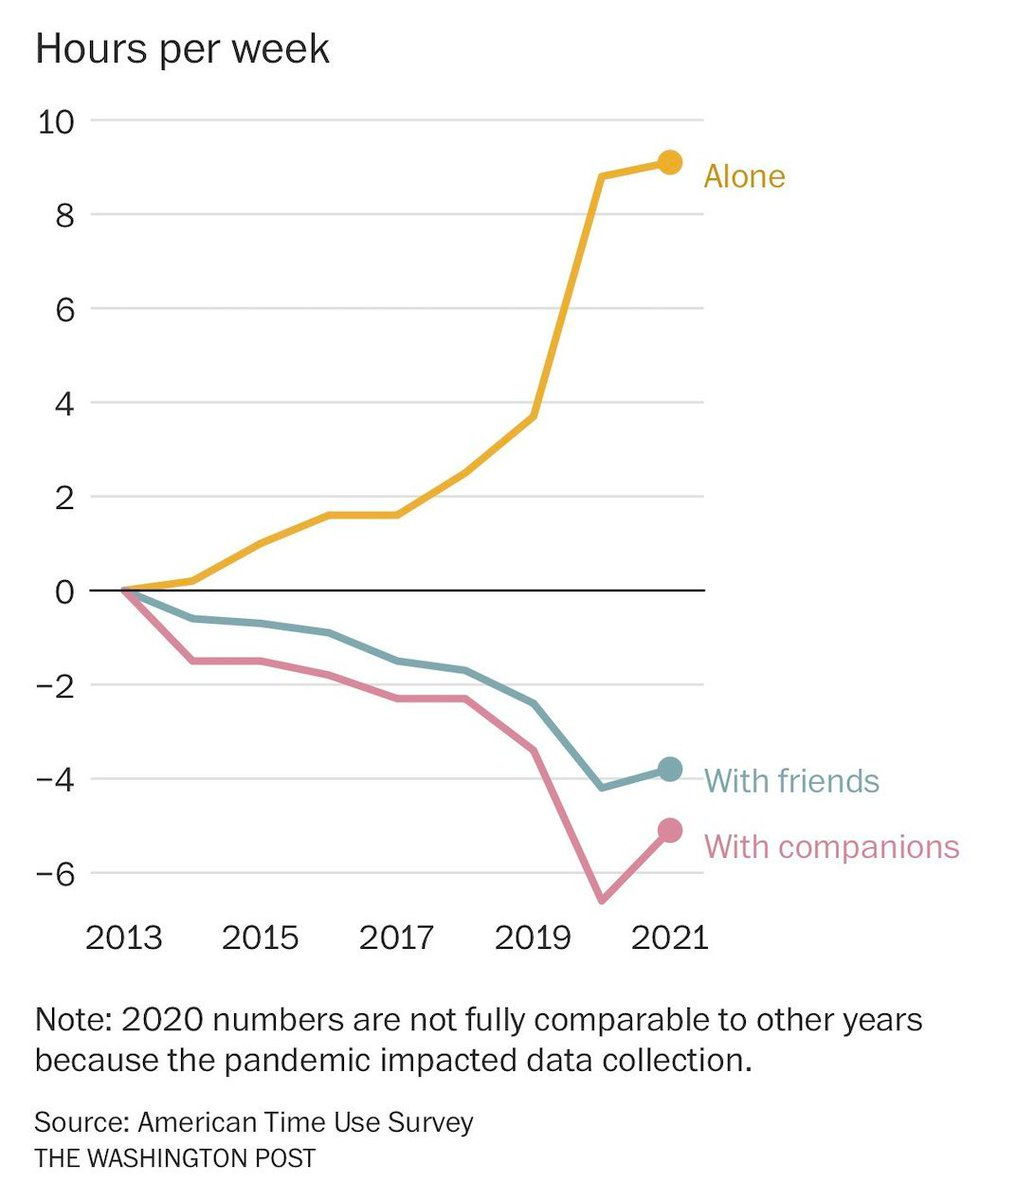 Hours per week
10
Alone
8
6
4
2
0
−2
−4
With friends
With companions
−6
2013 2015 2017 2019 2021
Note: 2020 numbers are not fully comparable to other years
because the pandemic impacted data collection.
Source: American Time Use Survey
THE WASHINGTON POST